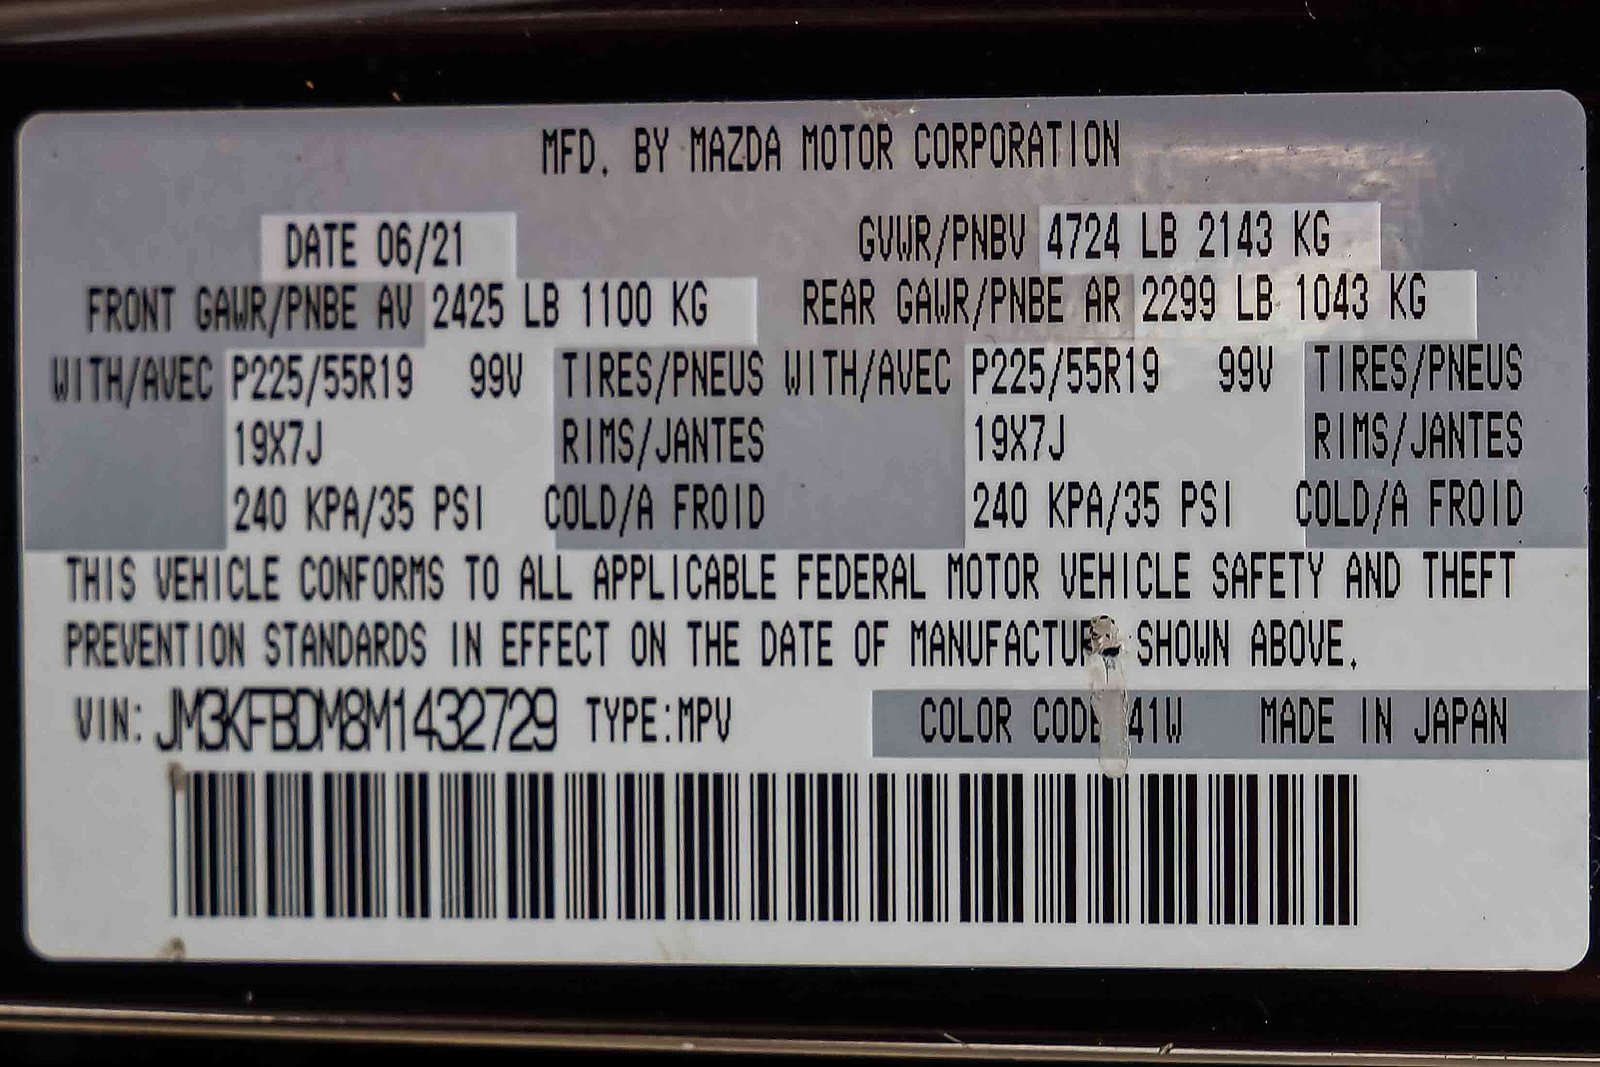 MFD. BY MAZDA MOTOR CORPORATION
DATE 06/21 GVWR/PNBV 4724 LB 2143 KG
FRONT GAWR/PNBE AV 2425 LB 1100 KG REAR GAWR/PNBE AR 2299 LB 1043 KG
WITH/AVEC P225/55R19 99V TIRES/PNEUS WITH/AVEC P225/55R19 99V TIRES/PNEUS
19X7J RIMS/JANTES 19X7J RIMS/JANTES
240 KPA/35 PSI COLD/A FROID 240 KPA/35 PSI COLD/A FROID
THIS VEHICLE CONFORMS TO ALL APPLICABLE FEDERAL MOTOR VEHICLE SAFETY AND THEFT
PREVENTION STANDARDS IN EFFECT ON THE DATE OF MANUFACTURE SHOWN ABOVE.
VIN: JM3KFBDM8M1432729 TYPE:MPV COLOR CODE 41W MADE IN JAPAN